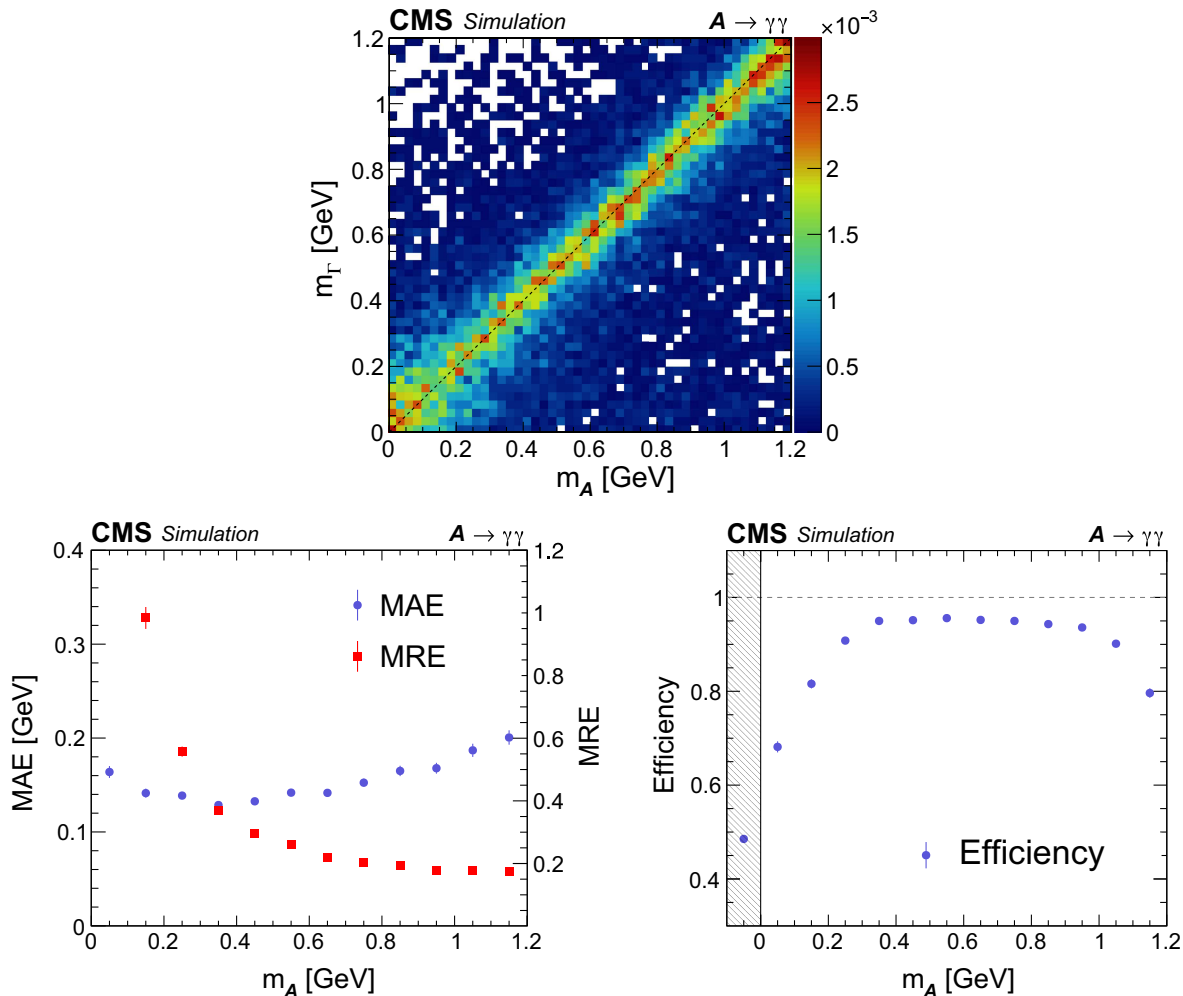 CMS Simulation A → γγ
×10⁻³
1.2
1
0.8
0.6
0.4
0.2
0
m_Γ [GeV]
0 0.2 0.4 0.6 0.8 1 1.2
m_A [GeV]
2.5
2
1.5
1
0.5
0
CMS Simulation A → γγ
0.4
0.3
0.2
0.1
0
MAE [GeV]
MAE
MRE
1.2
1
0.8
0.6
0.4
0.2
MRE
0 0.2 0.4 0.6 0.8 1 1.2
m_A [GeV]
CMS Simulation A → γγ
1
0.8
0.6
0.4
Efficiency
Efficiency
0 0.2 0.4 0.6 0.8 1 1.2
m_A [GeV]